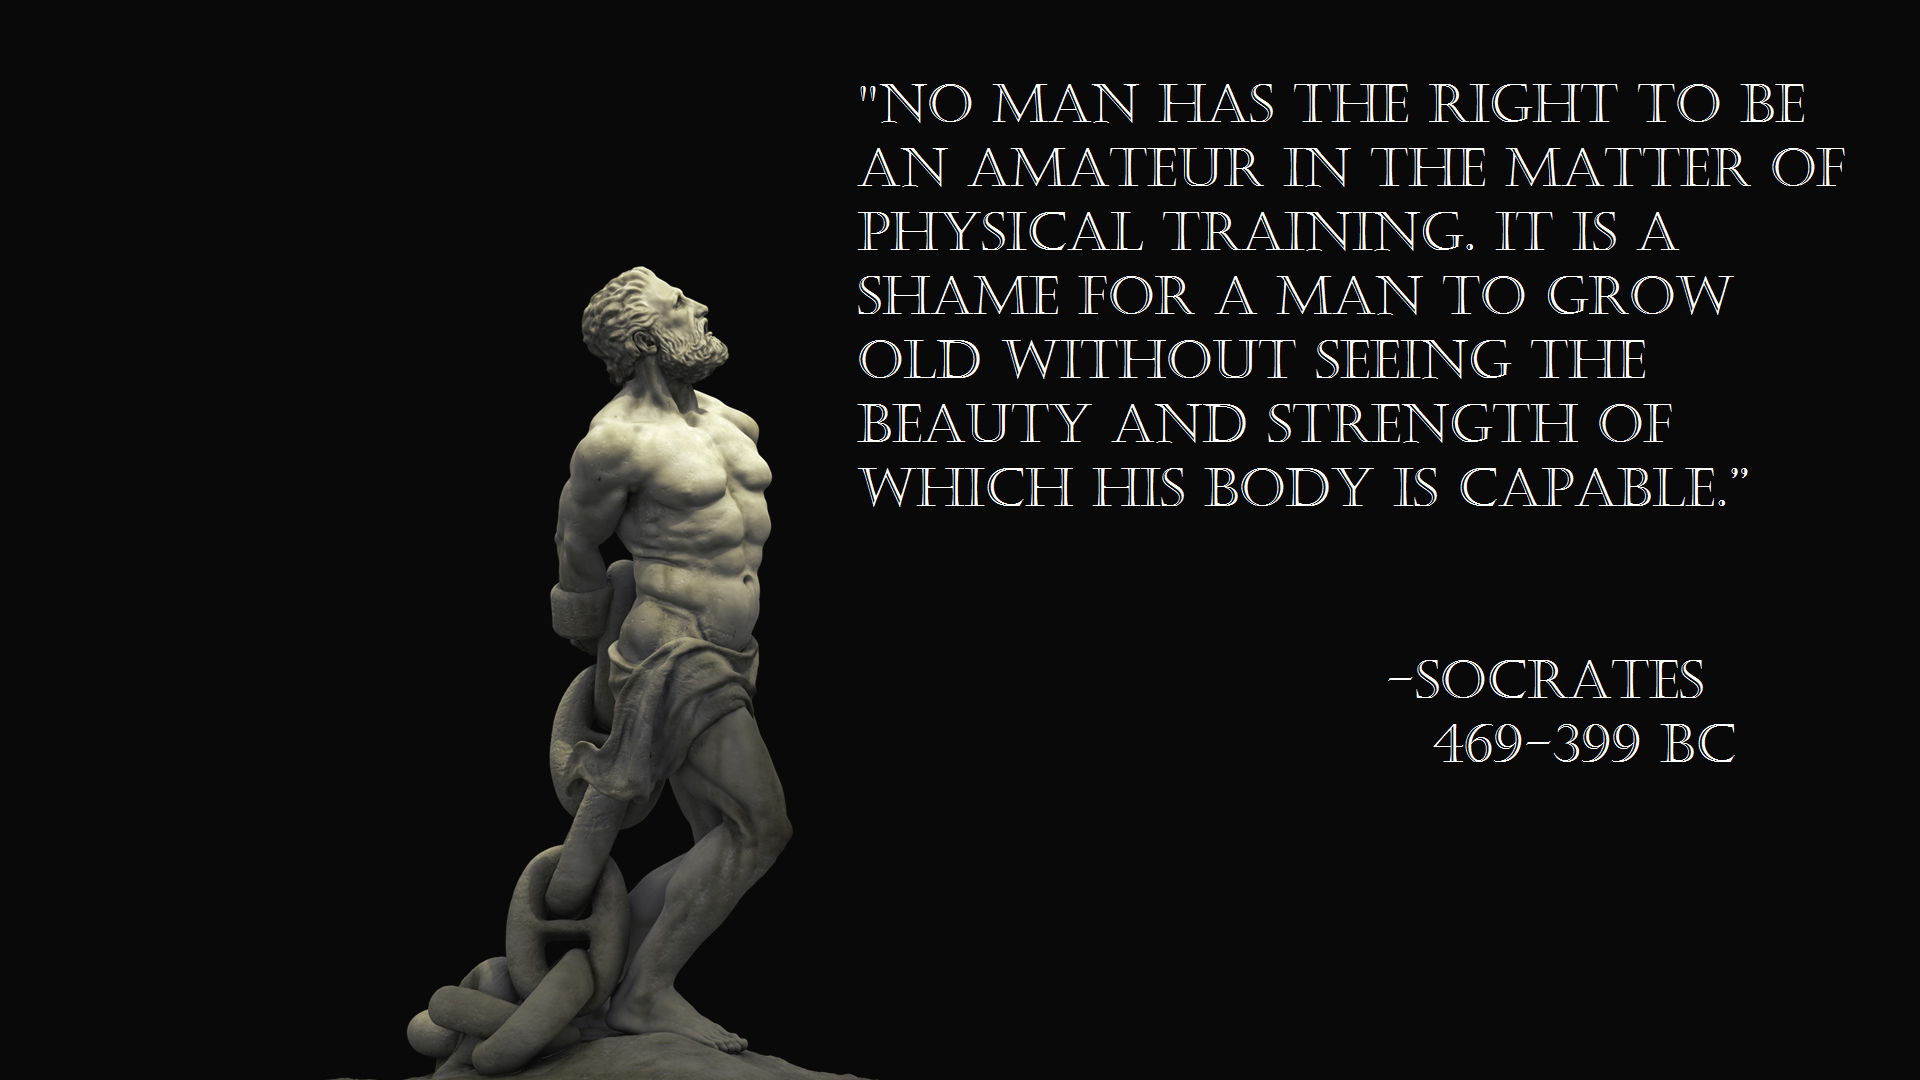 "NO MAN HAS THE RIGHT TO BE
AN AMATEUR IN THE MATTER OF
PHYSICAL TRAINING. IT IS A
SHAME FOR A MAN TO GROW
OLD WITHOUT SEEING THE
BEAUTY AND STRENGTH OF
WHICH HIS BODY IS CAPABLE.”
-SOCRATES
469-399 BC